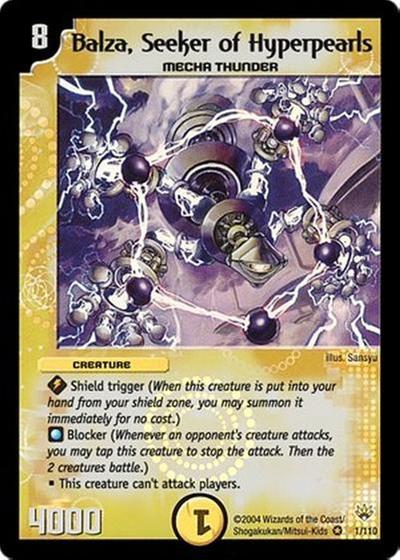 8
Balza, Seeker of Hyperpearls
MECHA THUNDER
illus. Sansyu
CREATURE
Shield trigger (When this creature is put into your
hand from your shield zone, you may summon it
immediately for no cost.)
Blocker (Whenever an opponent's creature attacks,
you may tap this creature to stop the attack. Then the
2 creatures battle.)
▪ This creature can't attack players.
4000
1
©2004 Wizards of the Coast/
Shogakukan/Mitsui-Kids
1/110